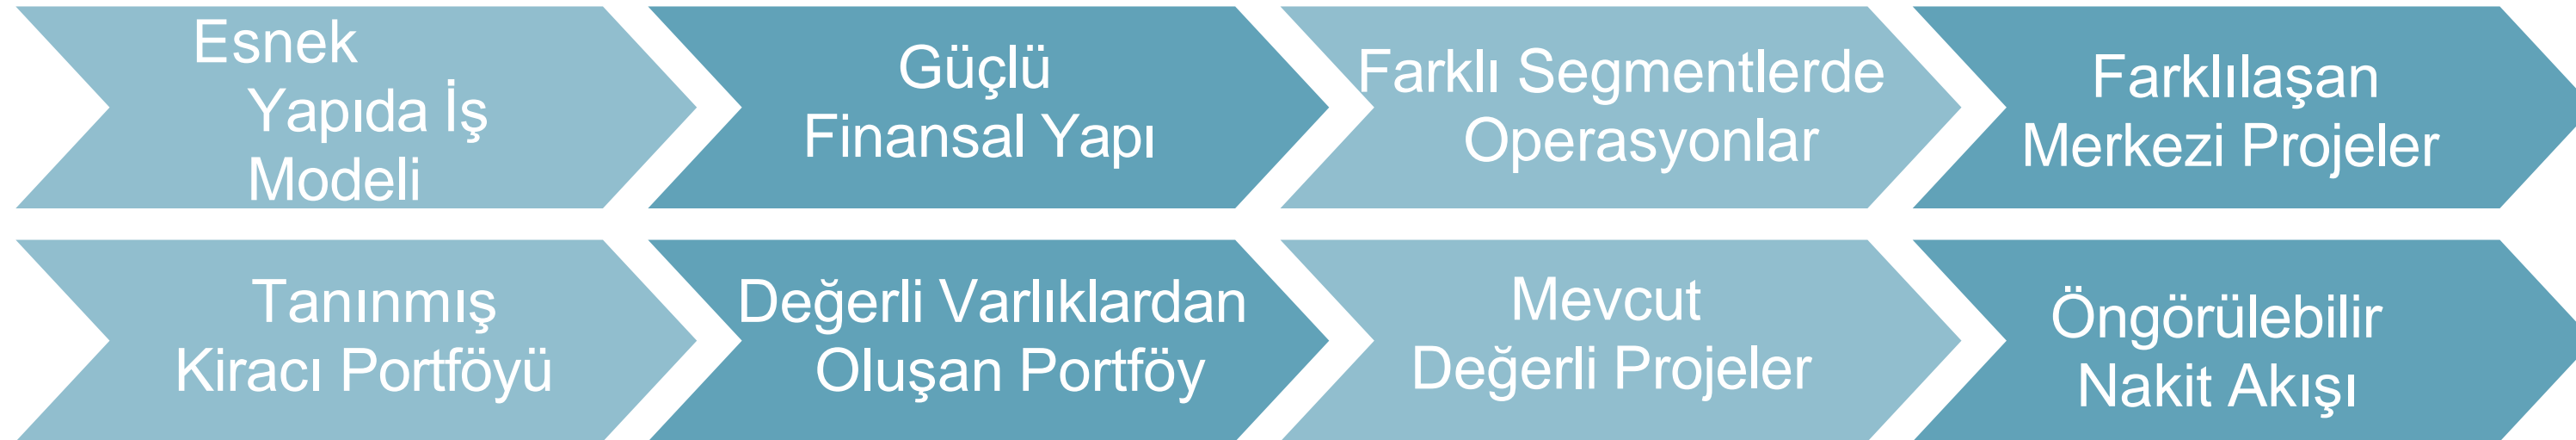 Esnek
Yapıda İş
Modeli
Güçlü
Finansal Yapı
Farklı Segmentlerde
Operasyonlar
Farklılaşan
Merkezi Projeler
Tanınmış
Kiracı Portföyü
Değerli Varlıklardan
Oluşan Portföy
Mevcut
Değerli Projeler
Öngörülebilir
Nakit Akışı